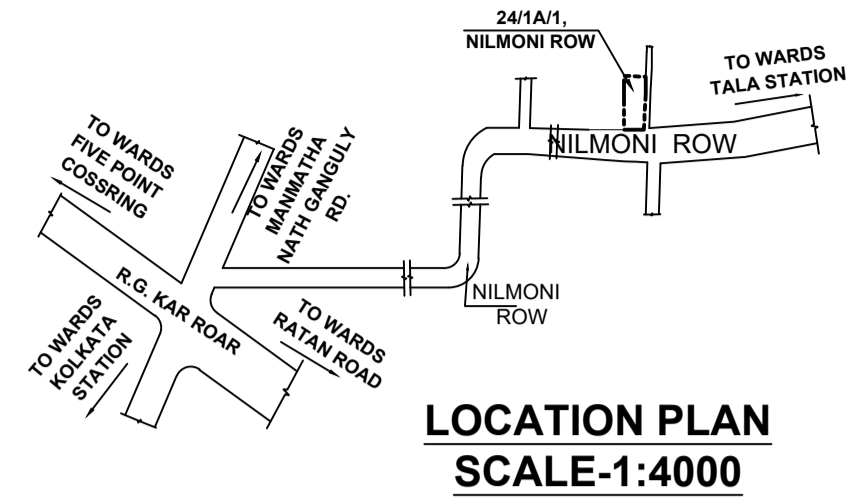 24/1A/1,
NILMONI ROW
TO WARDS
TALA STATION
NILMONI ROW
TO WARDS
FIVE POINT
COSSRING
TO WARDS
MANMATHA
NATH GANGULY
RD.
R.G. KAR ROAR
TO WARDS
KOLKATA
STATION
TO WARDS
RATAN ROAD
NILMONI
ROW
LOCATION PLAN
SCALE-1:4000